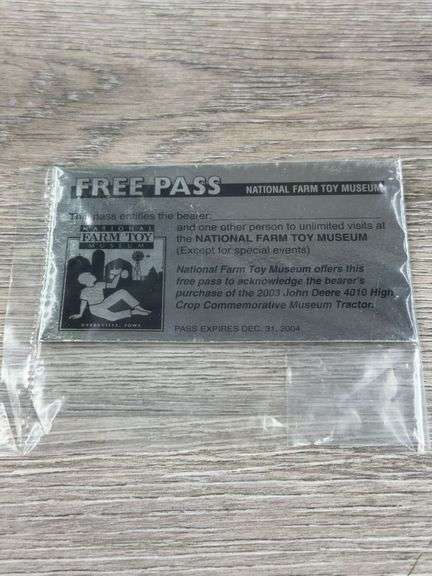 FREE PASS NATIONAL FARM TOY MUSEUM
This pass entitles the bearer,
and one other person to unlimited visits at
the NATIONAL FARM TOY MUSEUM
(Except for special events)
National Farm Toy Museum offers this
free pass to acknowledge the bearer's
purchase of the 2003 John Deere 4010 High
Crop Commemorative Museum Tractor.
PASS EXPIRES DEC. 31, 2004
NATIONAL
FARM TOY
MUSEUM
DYERSVILLE, IOWA